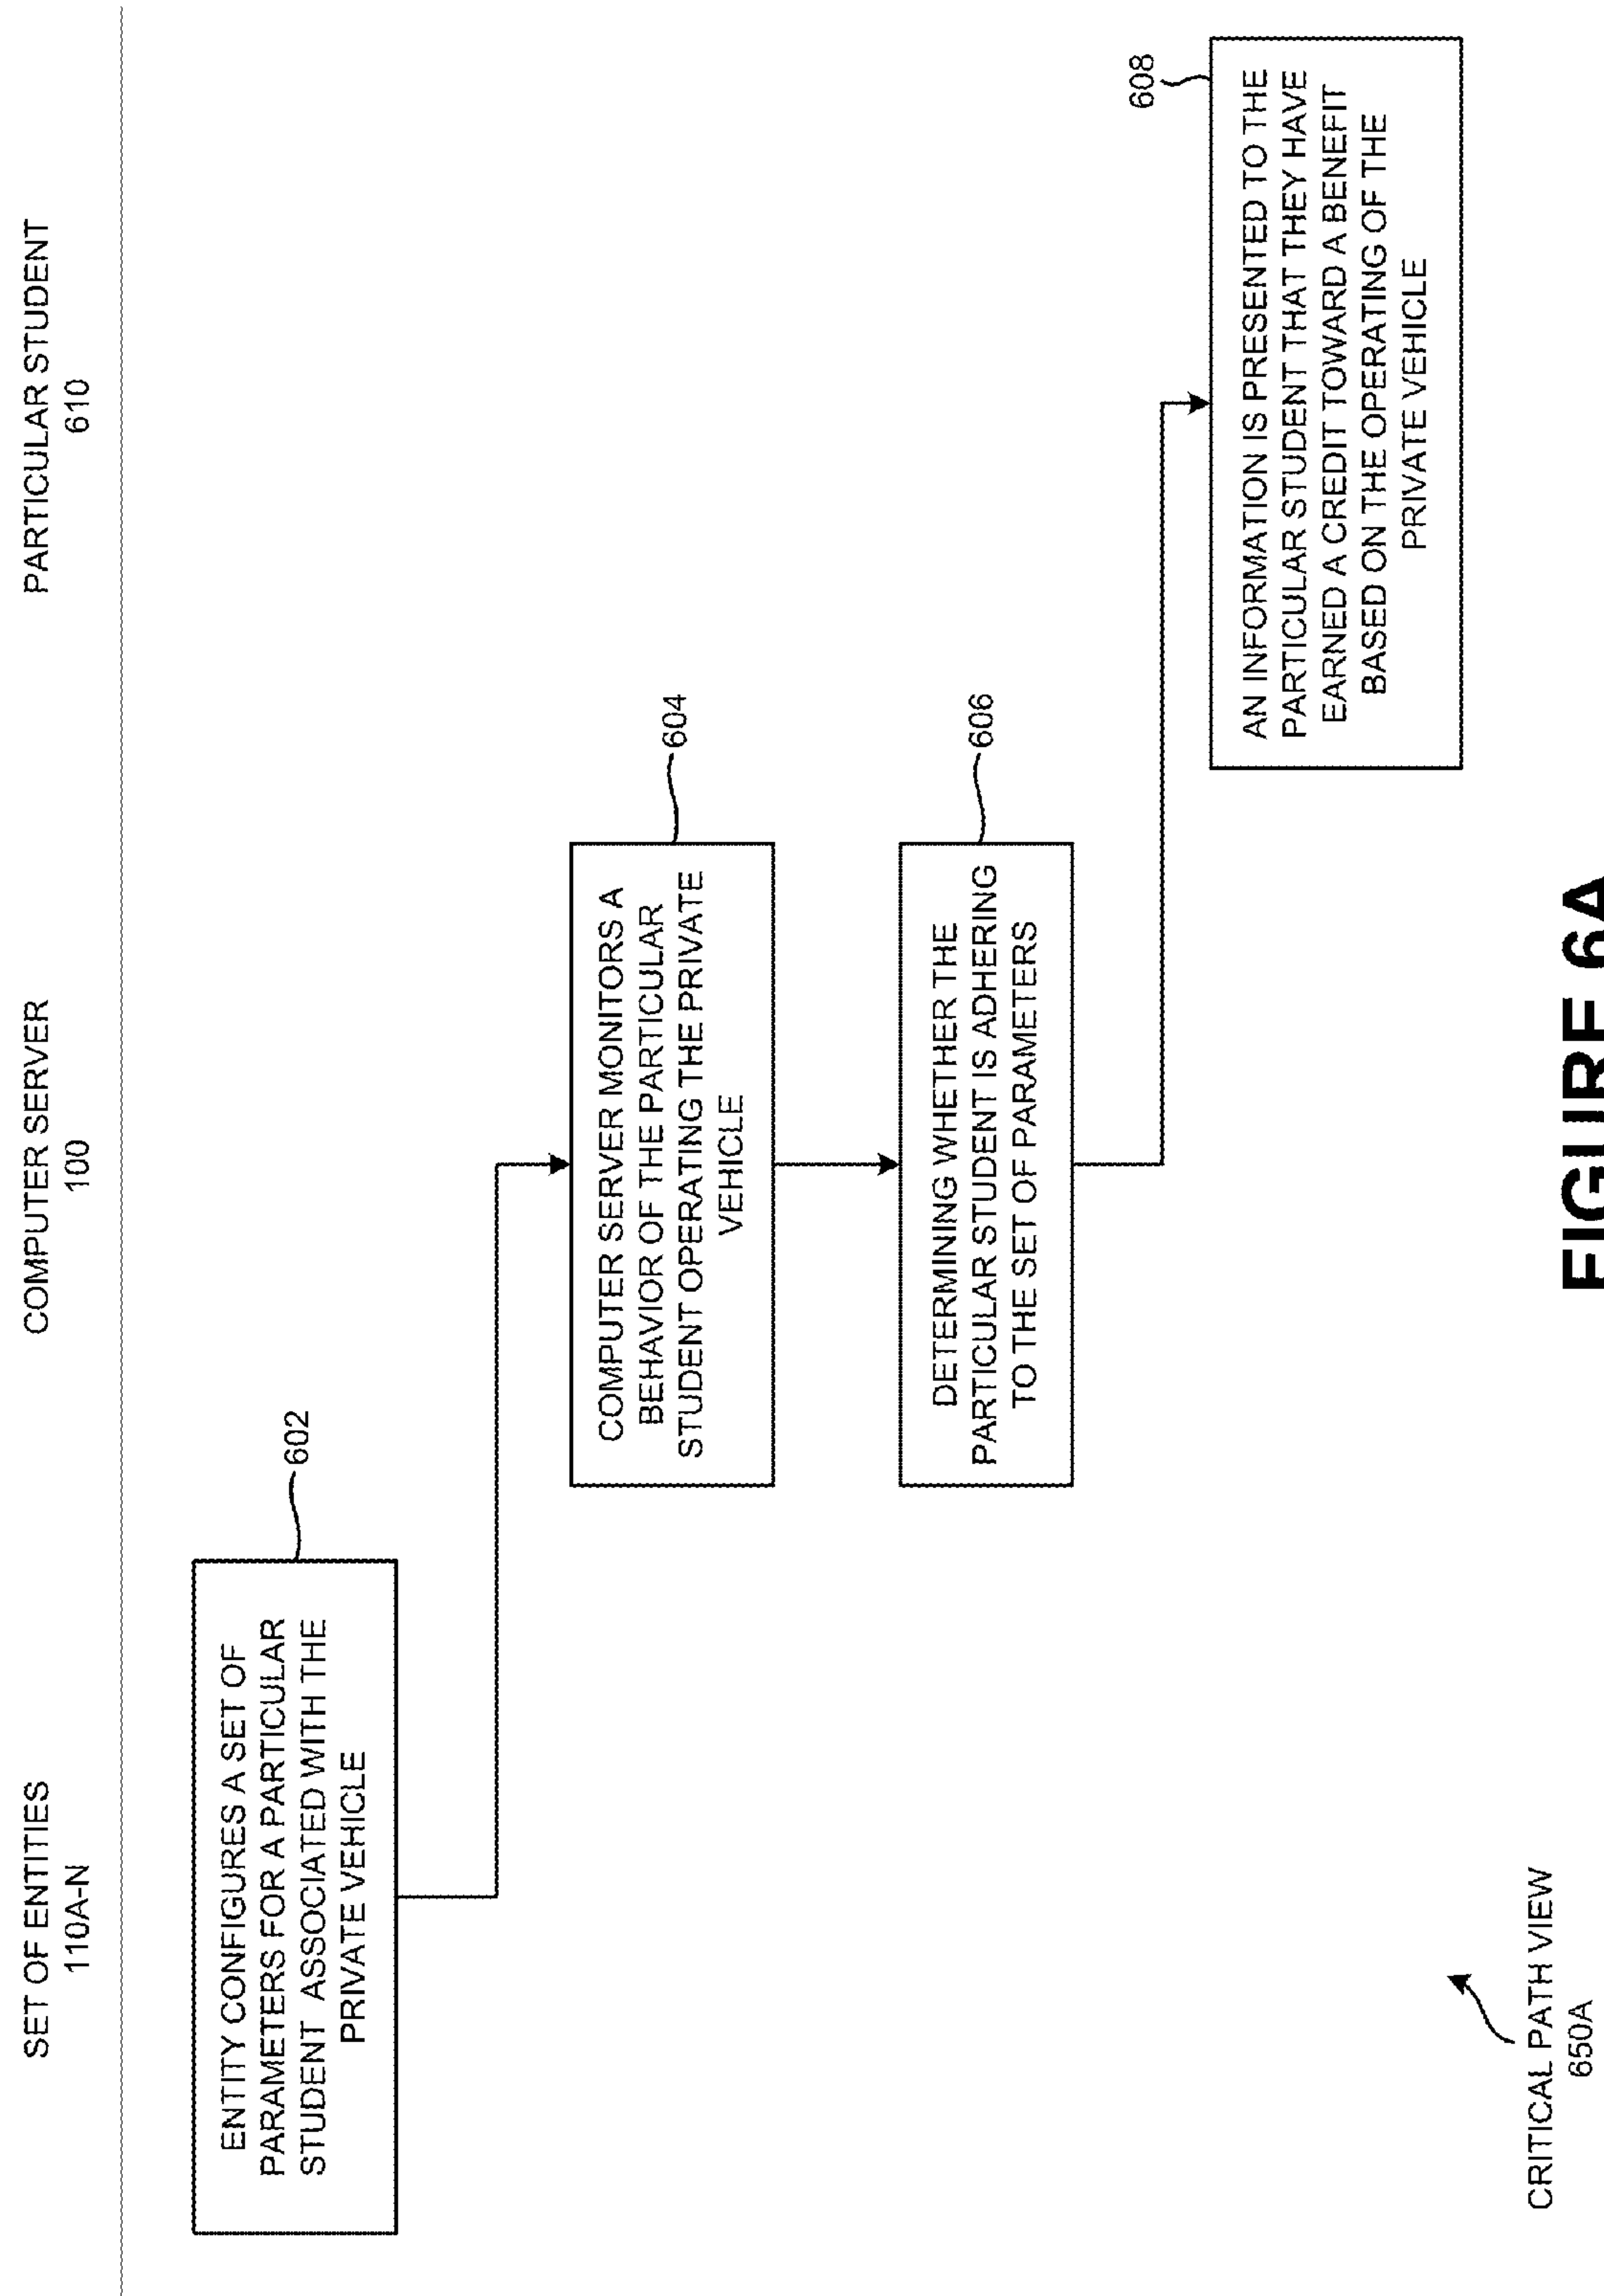 SET OF ENTITIES
110A-N
COMPUTER SERVER
100
PARTICULAR STUDENT
610
ENTITY CONFIGURES A SET OF
PARAMETERS FOR A PARTICULAR
STUDENT ASSOCIATED WITH THE
PRIVATE VEHICLE
602
COMPUTER SERVER MONITORS A
BEHAVIOR OF THE PARTICULAR
STUDENT OPERATING THE PRIVATE
VEHICLE
604
DETERMINING WHETHER THE
PARTICULAR STUDENT IS ADHERING
TO THE SET OF PARAMETERS
606
608
AN INFORMATION IS PRESENTED TO THE
PARTICULAR STUDENT THAT THEY HAVE
EARNED A CREDIT TOWARD A BENEFIT
BASED ON THE OPERATING OF THE
PRIVATE VEHICLE
CRITICAL PATH VIEW
650A
FIGURE 6A